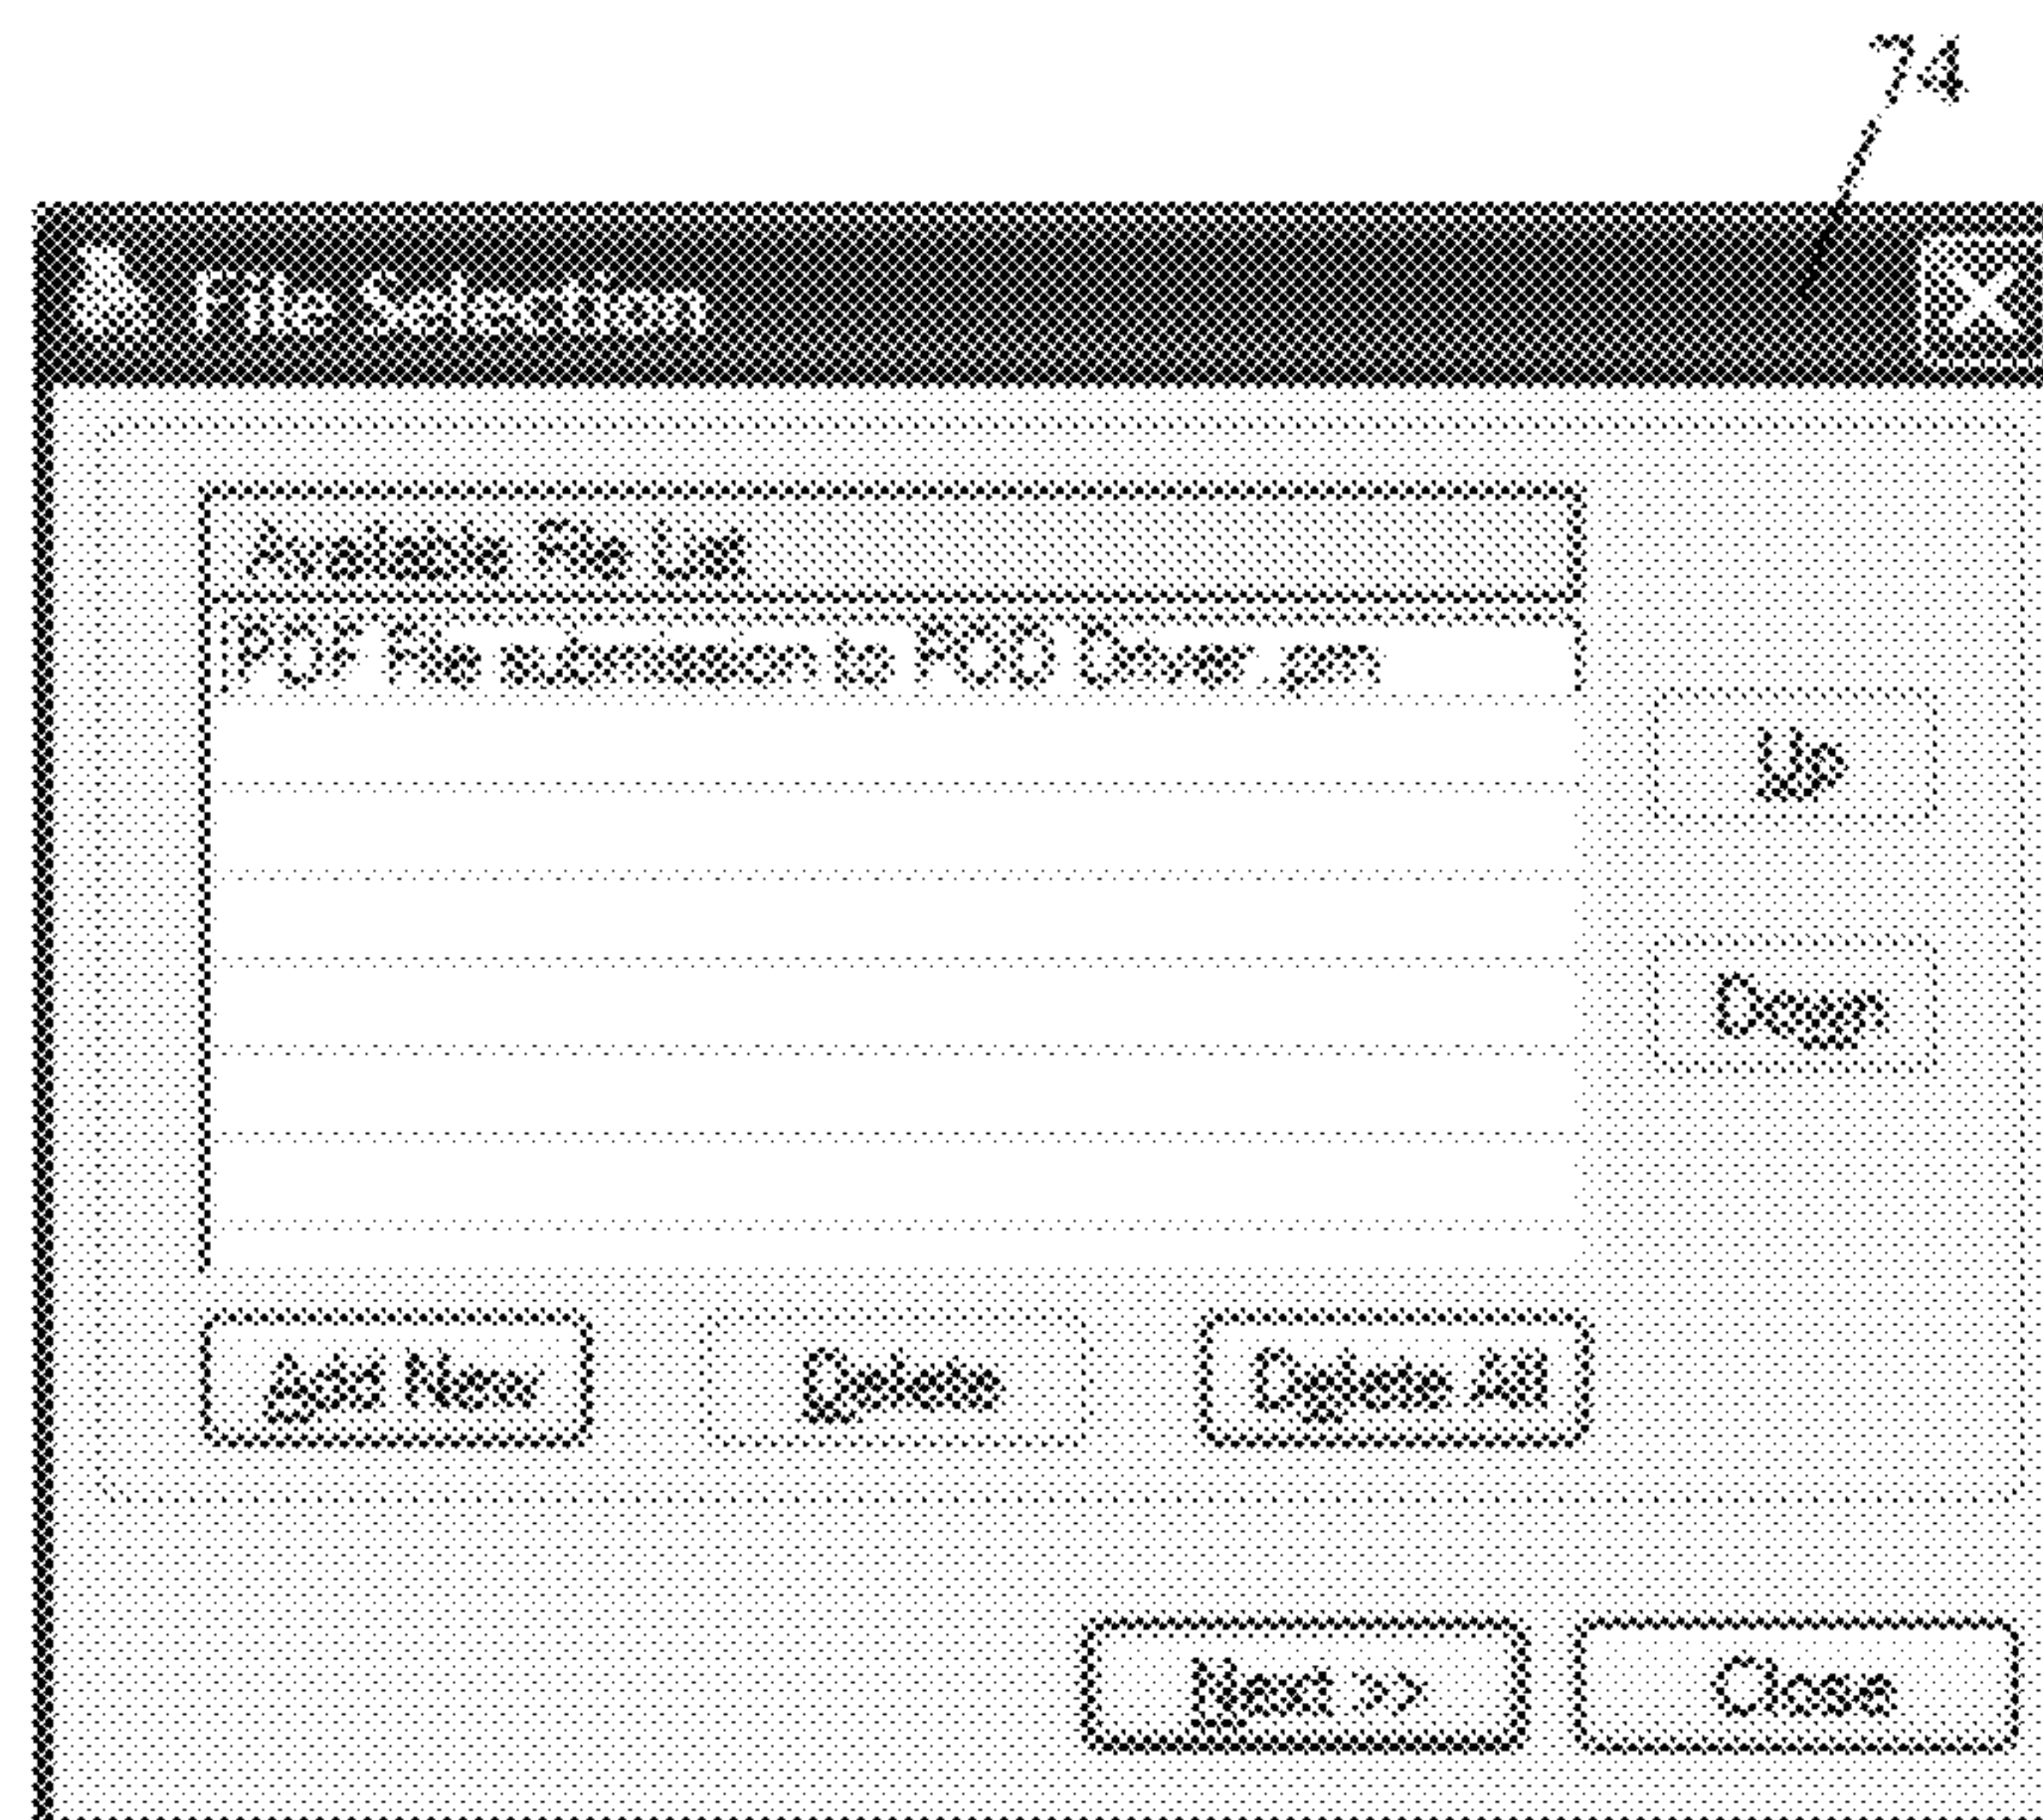 74
File Selection
Available File List
PDF File submission to POD Driver .prn
Up
Down
Add New
Delete
Delete All
Next >>
Close